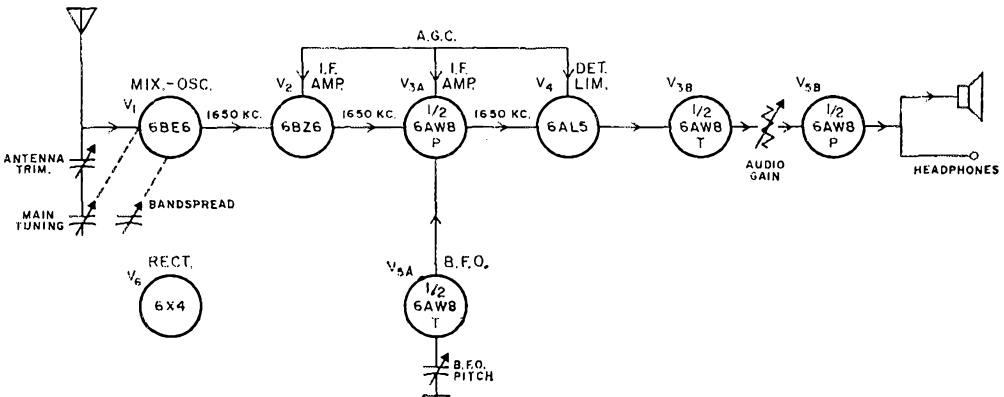 A.G.C.
MIX.-OSC.
V1
6BE6
1650 KC.
V2
I.F.
AMP.
6BZ6
1650 KC.
V3A
I.F.
AMP.
1/2
6AW8
P
1650 KC.
V4
DET.
LIM.
6AL5
V3B
1/2
6AW8
T
AUDIO
GAIN
V5B
1/2
6AW8
P
HEADPHONES
ANTENNA
TRIM.
MAIN
TUNING
BANDSPREAD
RECT.
V6
6X4
V5A
B.F.O.
1/2
6AW8
T
B.F.O.
PITCH